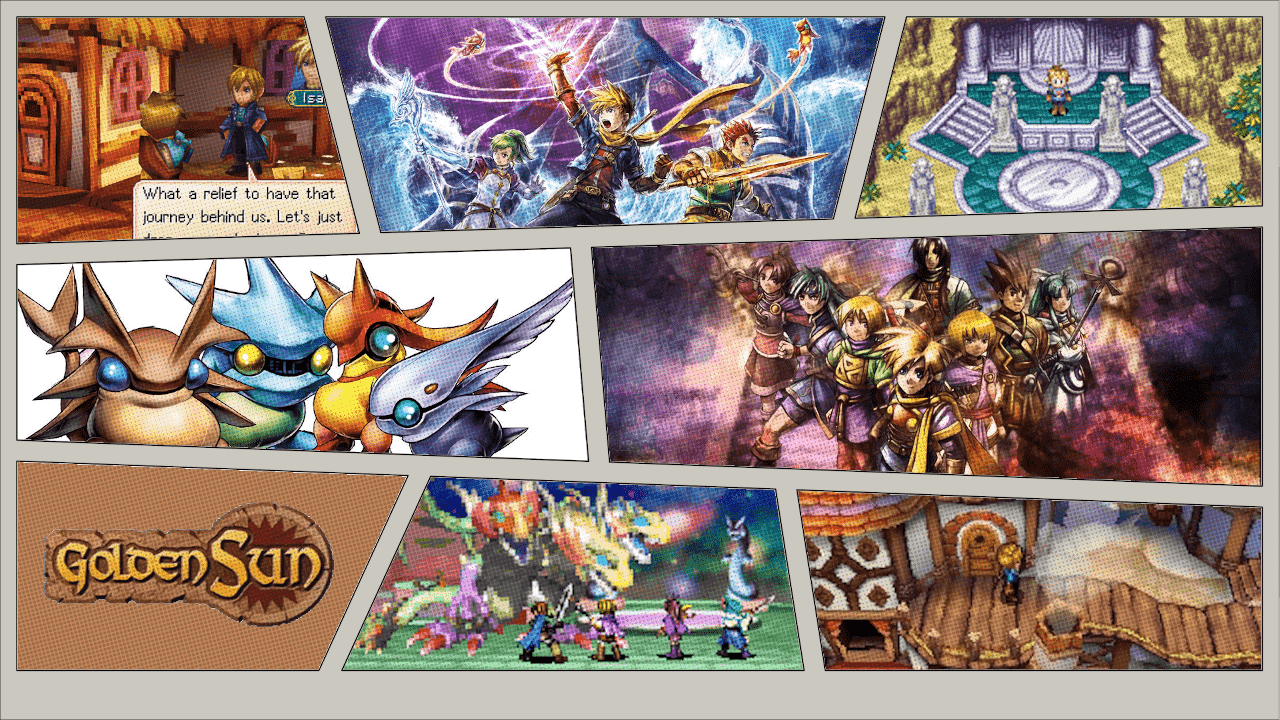 Isa
What a relief to have that
journey behind us. Let's just
Golden Sun